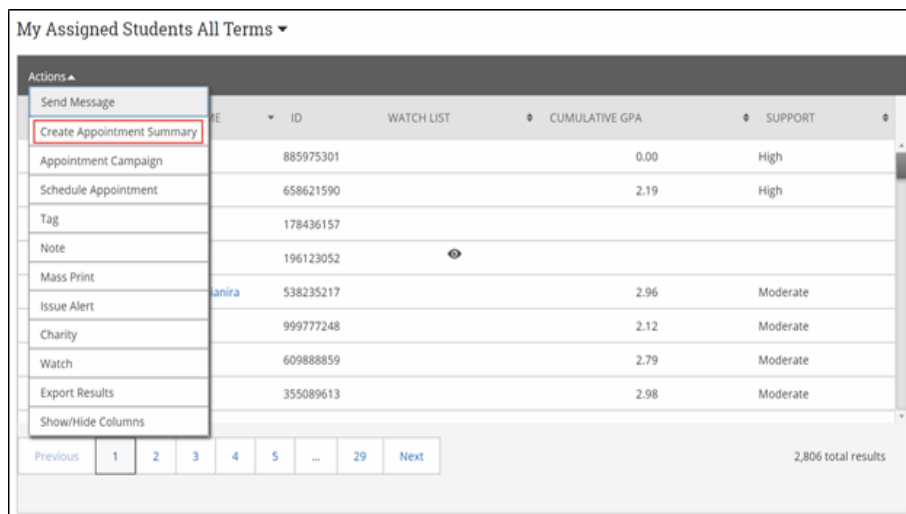 My Assigned Students All Terms
Actions
Send Message
Create Appointment Summary
Appointment Campaign
Schedule Appointment
Tag
Note
Mass Print
Issue Alert
Charity
Watch
Export Results
Show/Hide Columns
ID WATCH LIST CUMULATIVE GPA SUPPORT
885975301 0.00 High
658621590 2.19 High
178436157
196123052
538235217 2.96 Moderate
999777248 2.12 Moderate
609888859 2.79 Moderate
355089613 2.98 Moderate
Previous 1 2 3 4 5 ... 29 Next 2,806 total results